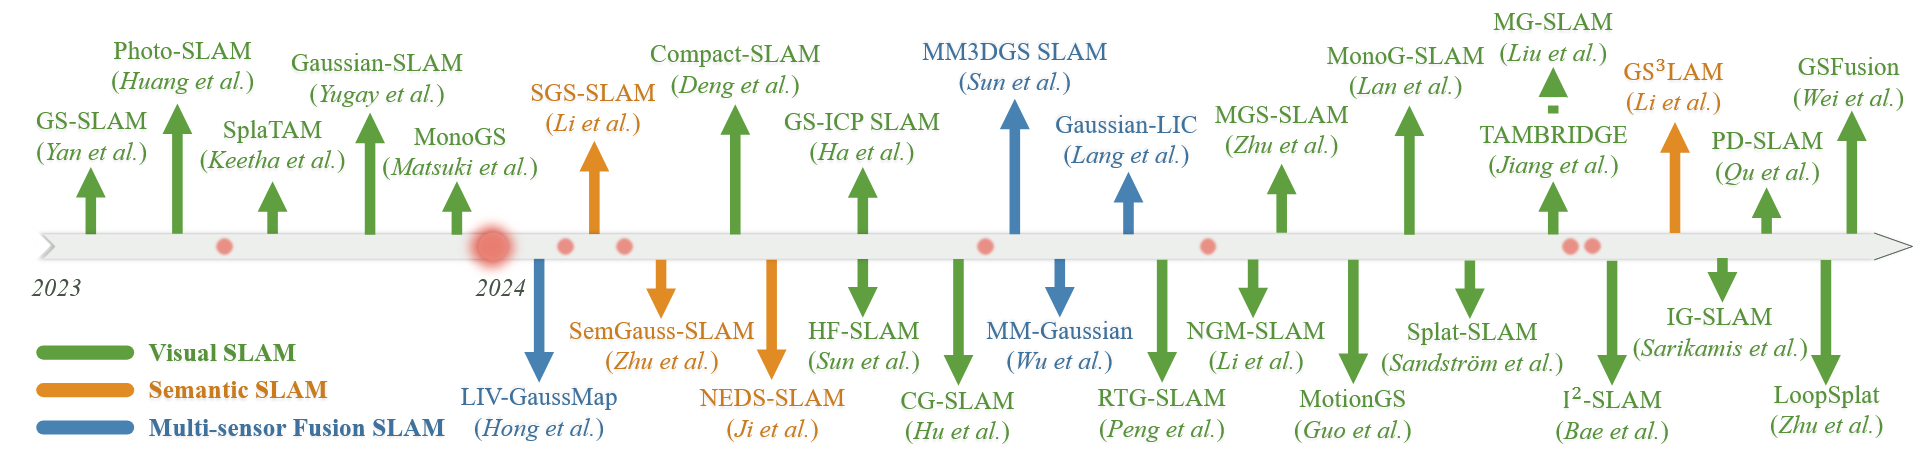 GS-SLAM
(Yan et al.)
Photo-SLAM
(Huang et al.)
SplaTAM
(Keetha et al.)
Gaussian-SLAM
(Yugay et al.)
MonoGS
(Matsuki et al.)
SGS-SLAM
(Li et al.)
Compact-SLAM
(Deng et al.)
GS-ICP SLAM
(Ha et al.)
MM3DGS SLAM
(Sun et al.)
Gaussian-LIC
(Lang et al.)
MGS-SLAM
(Zhu et al.)
MonoG-SLAM
(Lan et al.)
MG-SLAM
(Liu et al.)
TAMBRIDGE
(Jiang et al.)
GS³LAM
(Li et al.)
PD-SLAM
(Qu et al.)
GSFusion
(Wei et al.)
2023
2024
LIV-GaussMap
(Hong et al.)
SemGauss-SLAM
(Zhu et al.)
NEDS-SLAM
(Ji et al.)
HF-SLAM
(Sun et al.)
CG-SLAM
(Hu et al.)
MM-Gaussian
(Wu et al.)
RTG-SLAM
(Peng et al.)
NGM-SLAM
(Li et al.)
MotionGS
(Guo et al.)
Splat-SLAM
(Sandström et al.)
I²-SLAM
(Bae et al.)
IG-SLAM
(Sarikamis et al.)
LoopSplat
(Zhu et al.)
Visual SLAM
Semantic SLAM
Multi-sensor Fusion SLAM